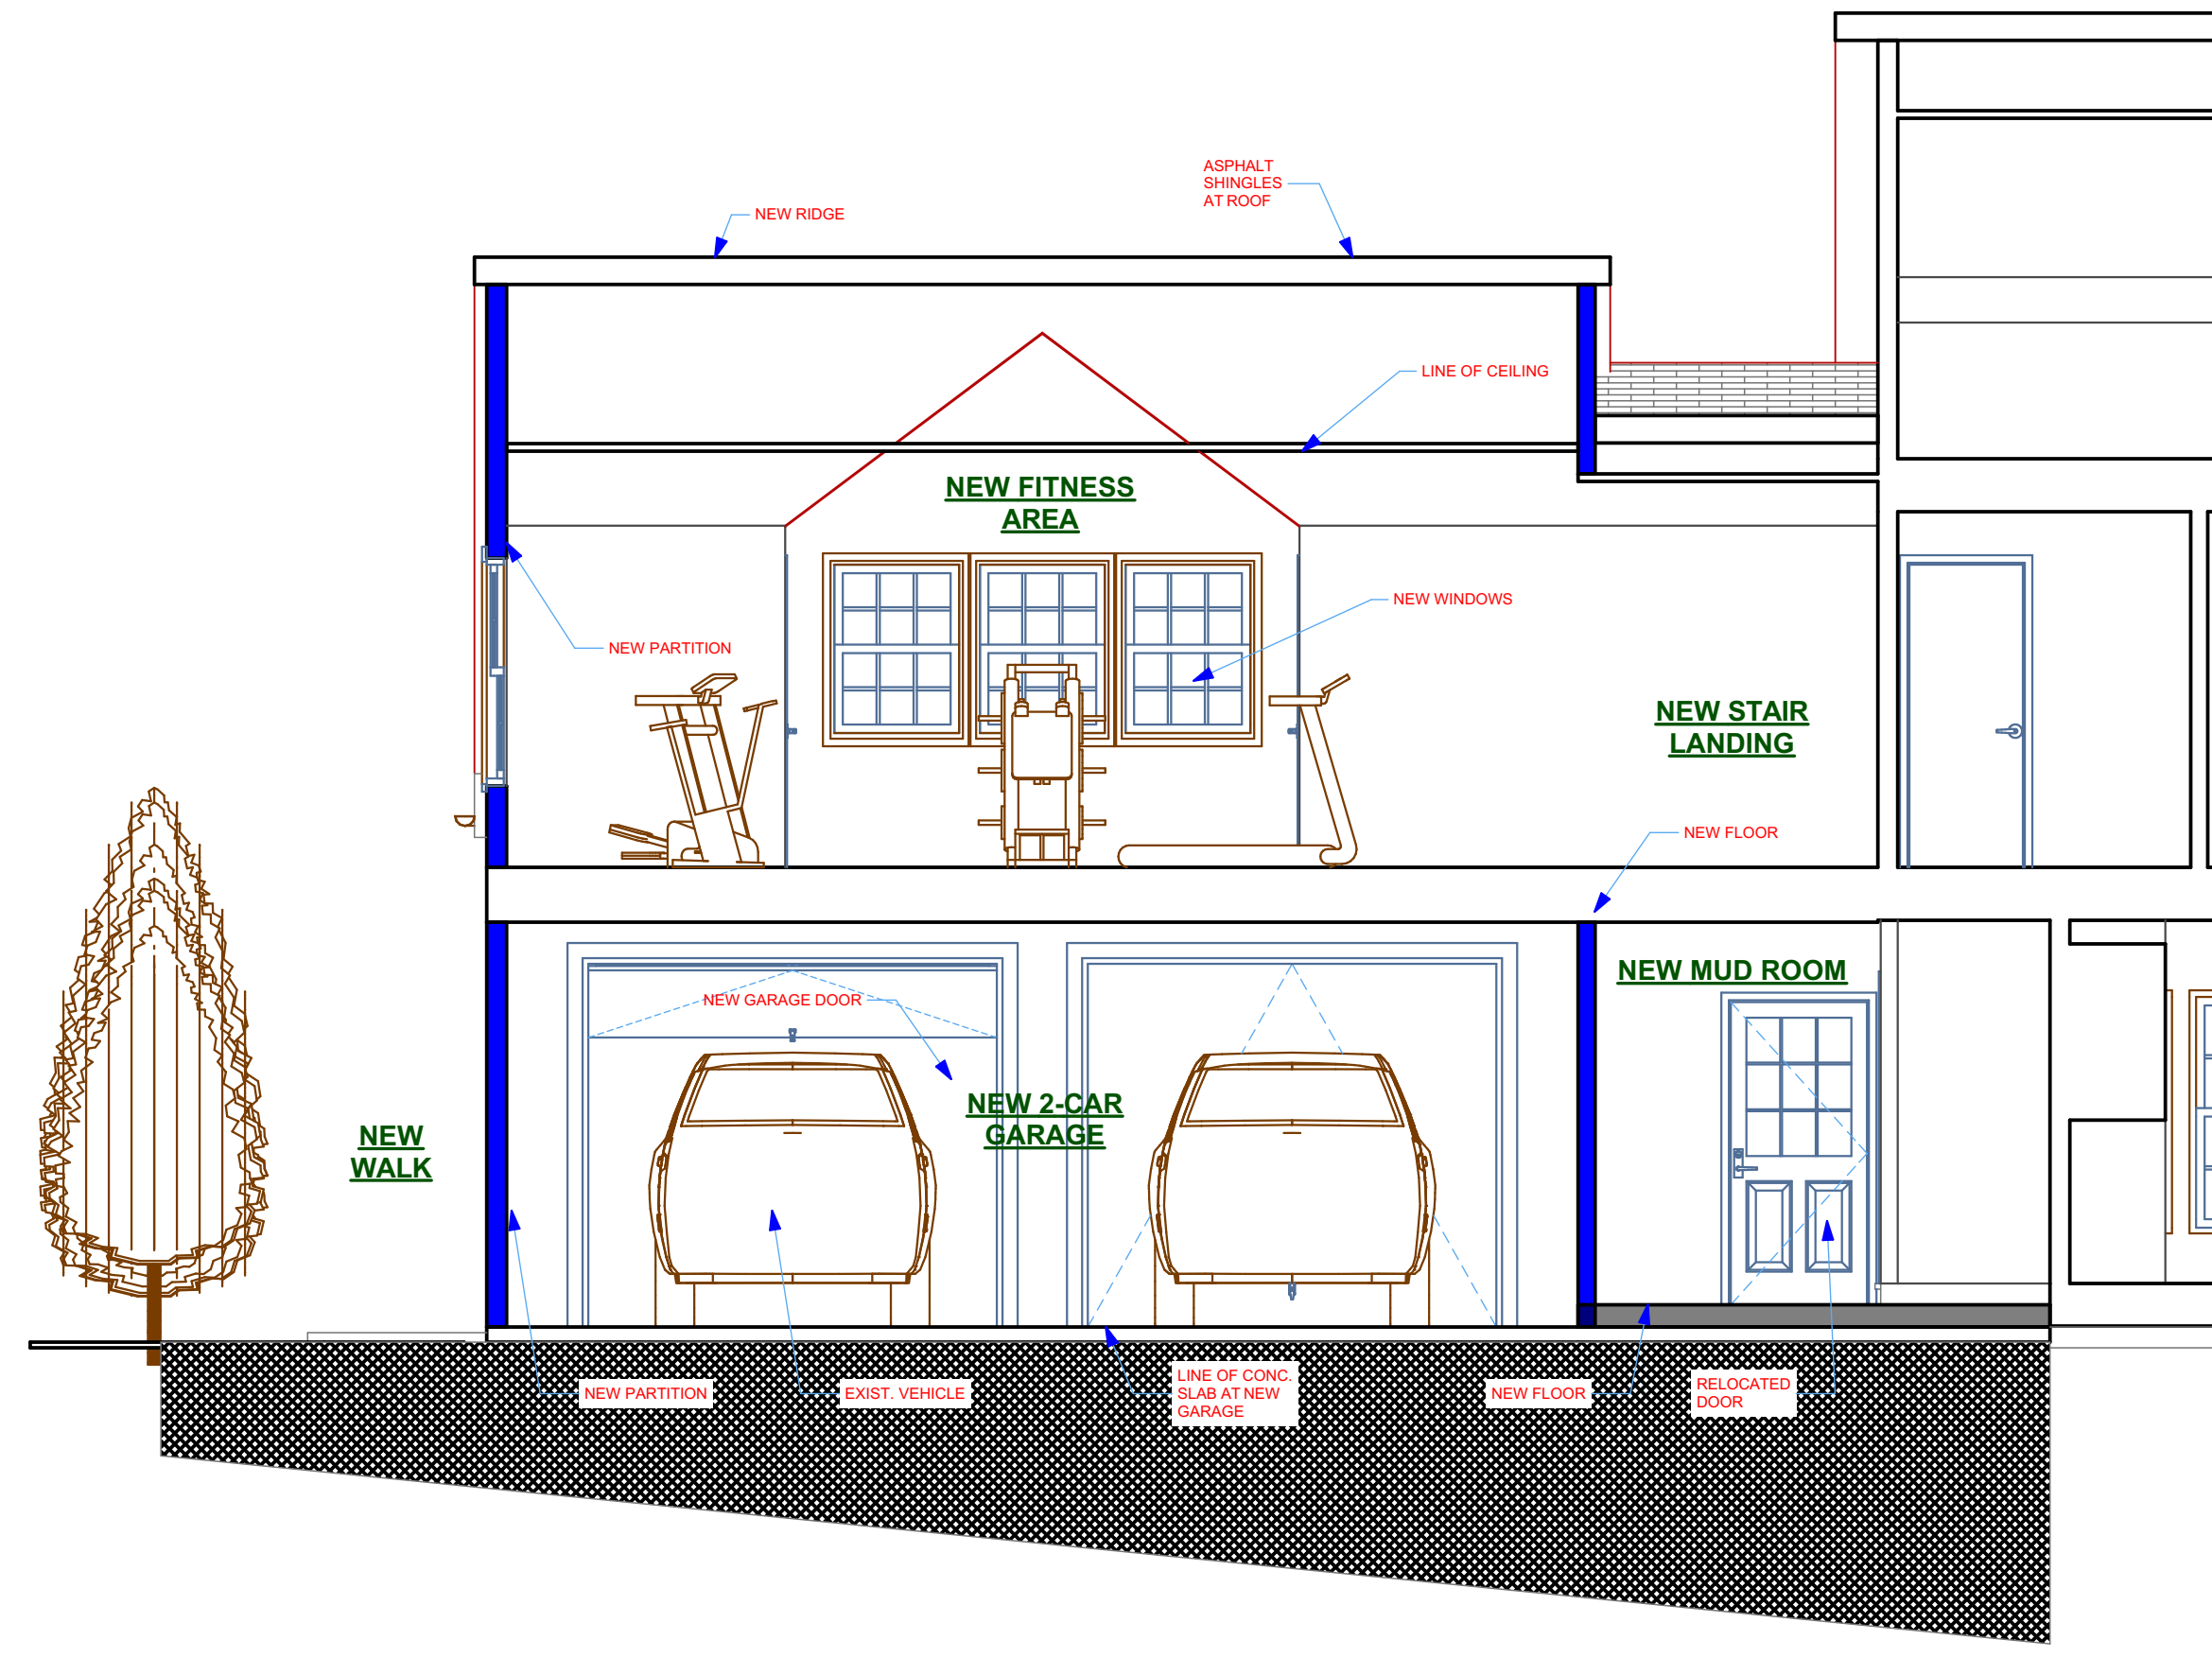 ASPHALT
SHINGLES
AT ROOF
NEW RIDGE
LINE OF CEILING
NEW FITNESS
AREA
NEW WINDOWS
NEW PARTITION
NEW STAIR
LANDING
NEW FLOOR
NEW MUD ROOM
NEW GARAGE DOOR
NEW 2-CAR
GARAGE
NEW
WALK
NEW PARTITION
EXIST. VEHICLE
LINE OF CONC.
SLAB AT NEW
GARAGE
NEW FLOOR
RELOCATED
DOOR